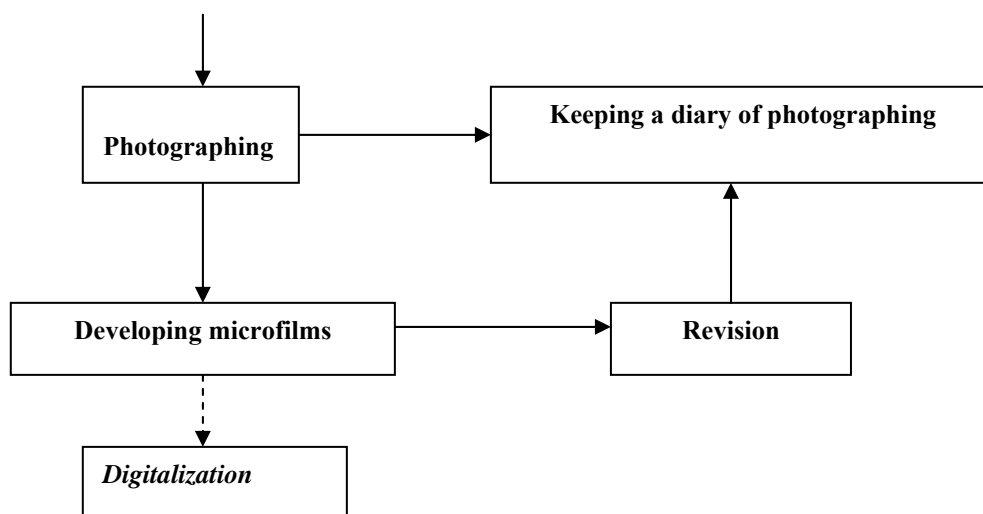 Keeping a diary of photographing
Photographing
Developing microfilms
Revision
Digitalization